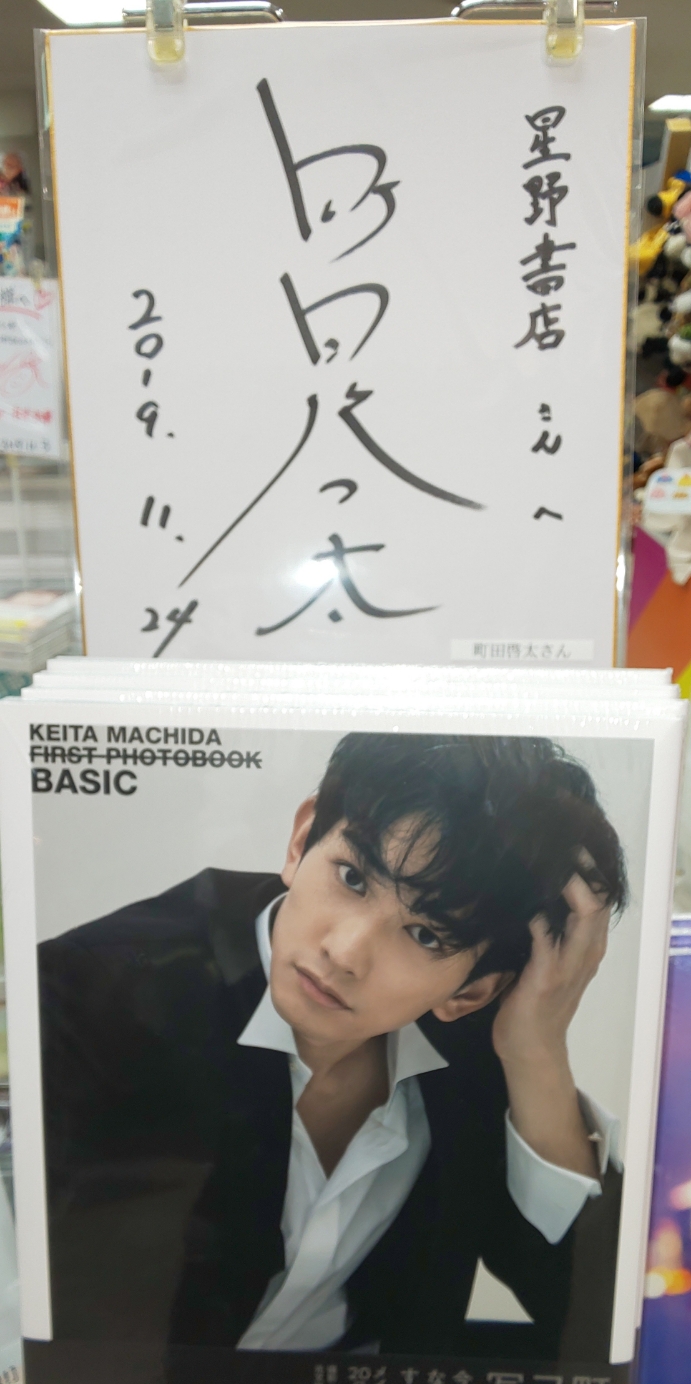 星野書店 さんへ
町田啓太
2019. 11. 24
町田啓太さん
KEITA MACHIDA
FIRST PHOTOBOOK
BASIC